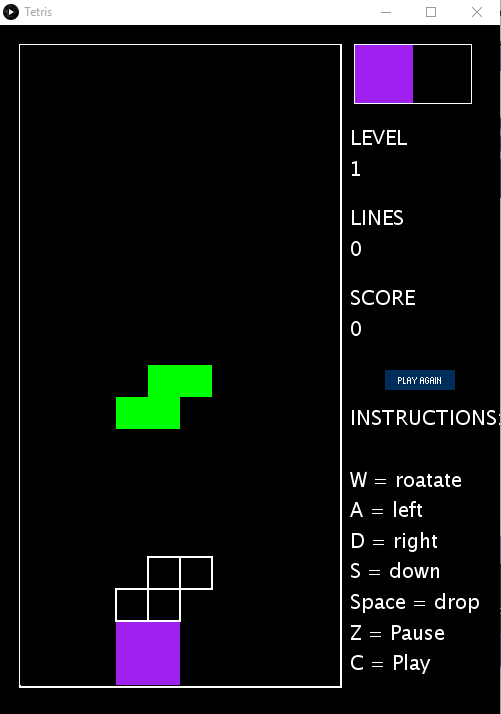 Tetris
LEVEL
1
LINES
0
SCORE
0
PLAY AGAIN
INSTRUCTIONS:
W = roatate
A = left
D = right
S = down
Space = drop
Z = Pause
C = Play